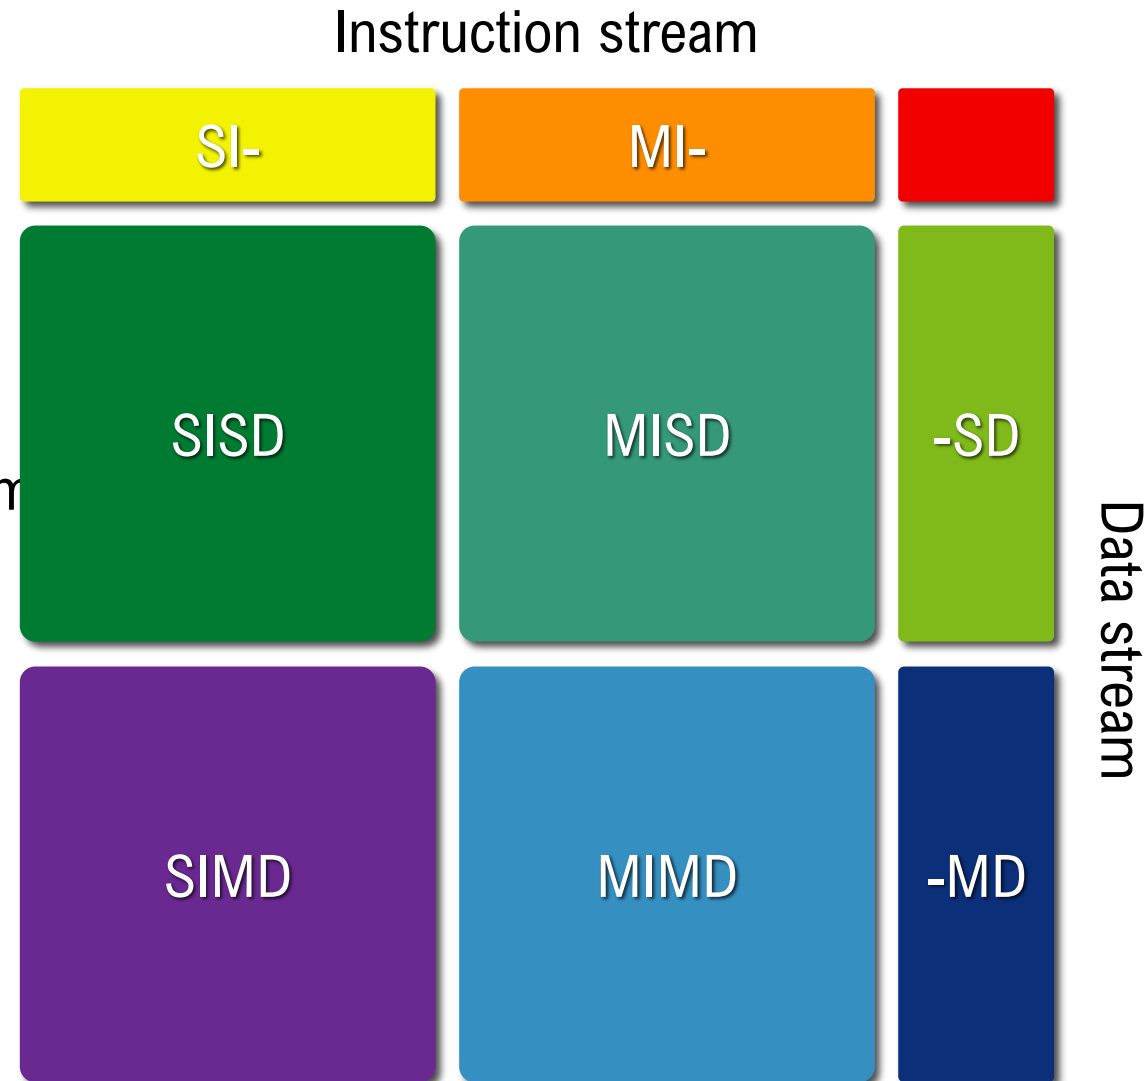 Instruction stream
SI-
MI-
SISD
MISD
-SD
Data stream
SIMD
MIMD
-MD